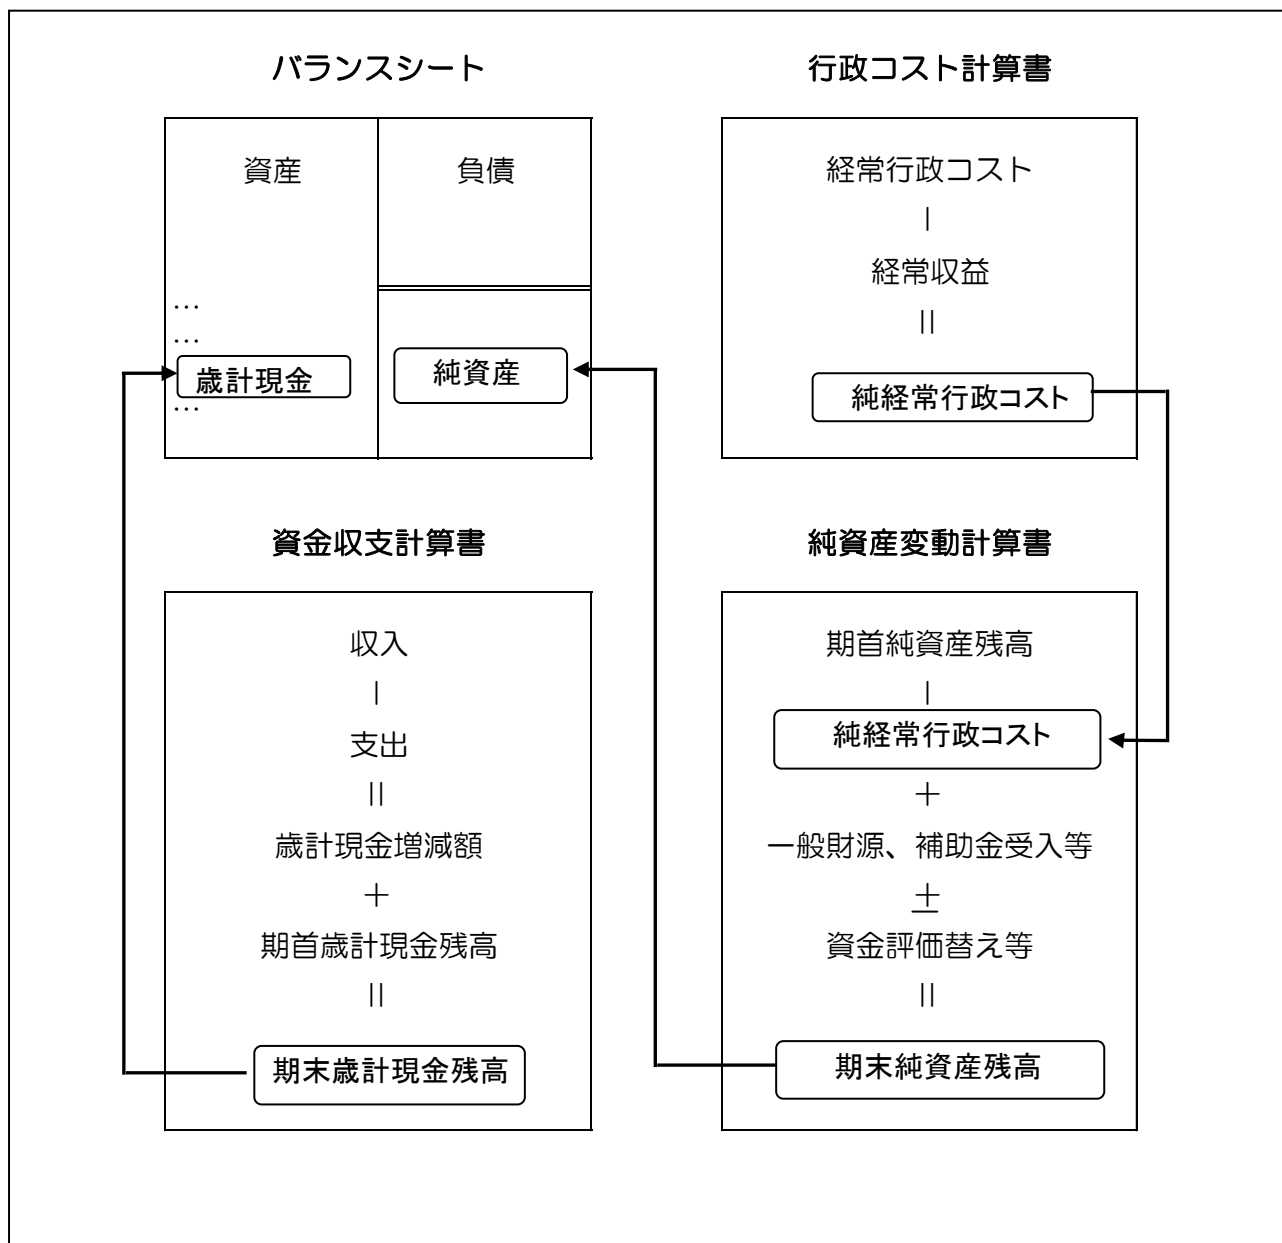 バランスシート
資産
負債
…
…
歳計現金
…
純資産
行政コスト計算書
経常行政コスト
－
経常収益
＝
純経常行政コスト
資金収支計算書
収入
－
支出
＝
歳計現金増減額
＋
期首歳計現金残高
＝
期末歳計現金残高
純資産変動計算書
期首純資産残高
－
純経常行政コスト
＋
一般財源、補助金受入等
±
資金評価替え等
＝
期末純資産残高